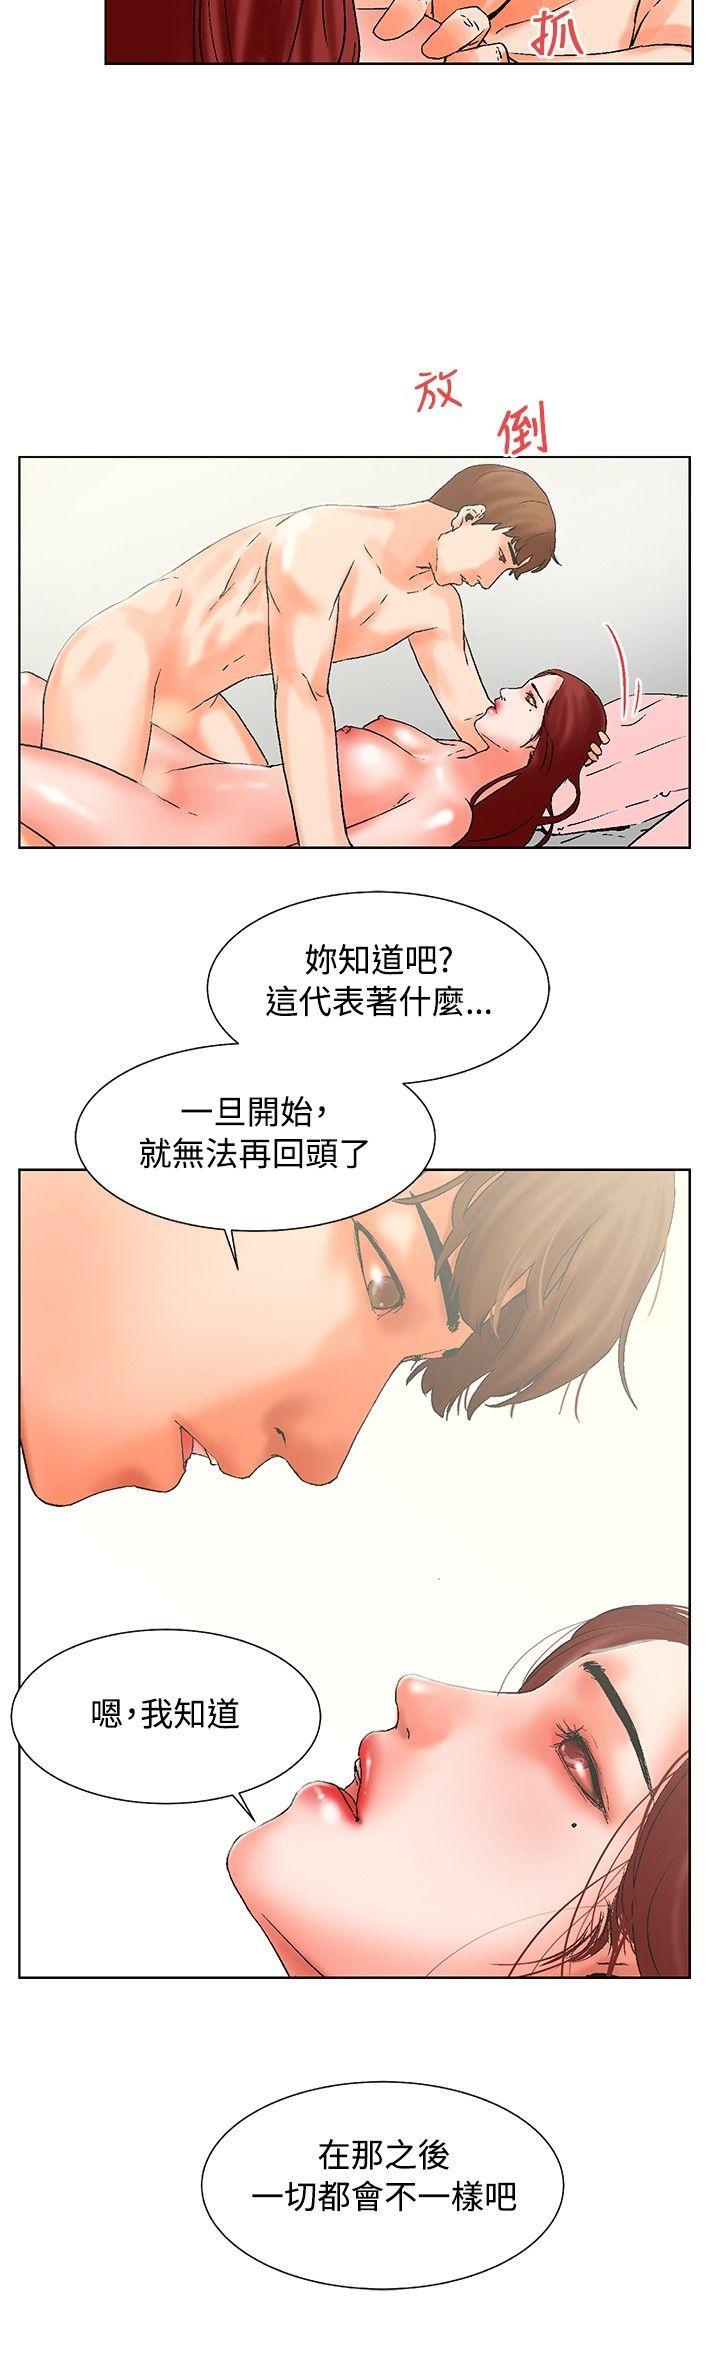 抓
放
倒
妳知道吧?
這代表著什麼...
一旦開始,
就無法再回頭了
嗯,我知道
在那之後
一切都會不一樣吧